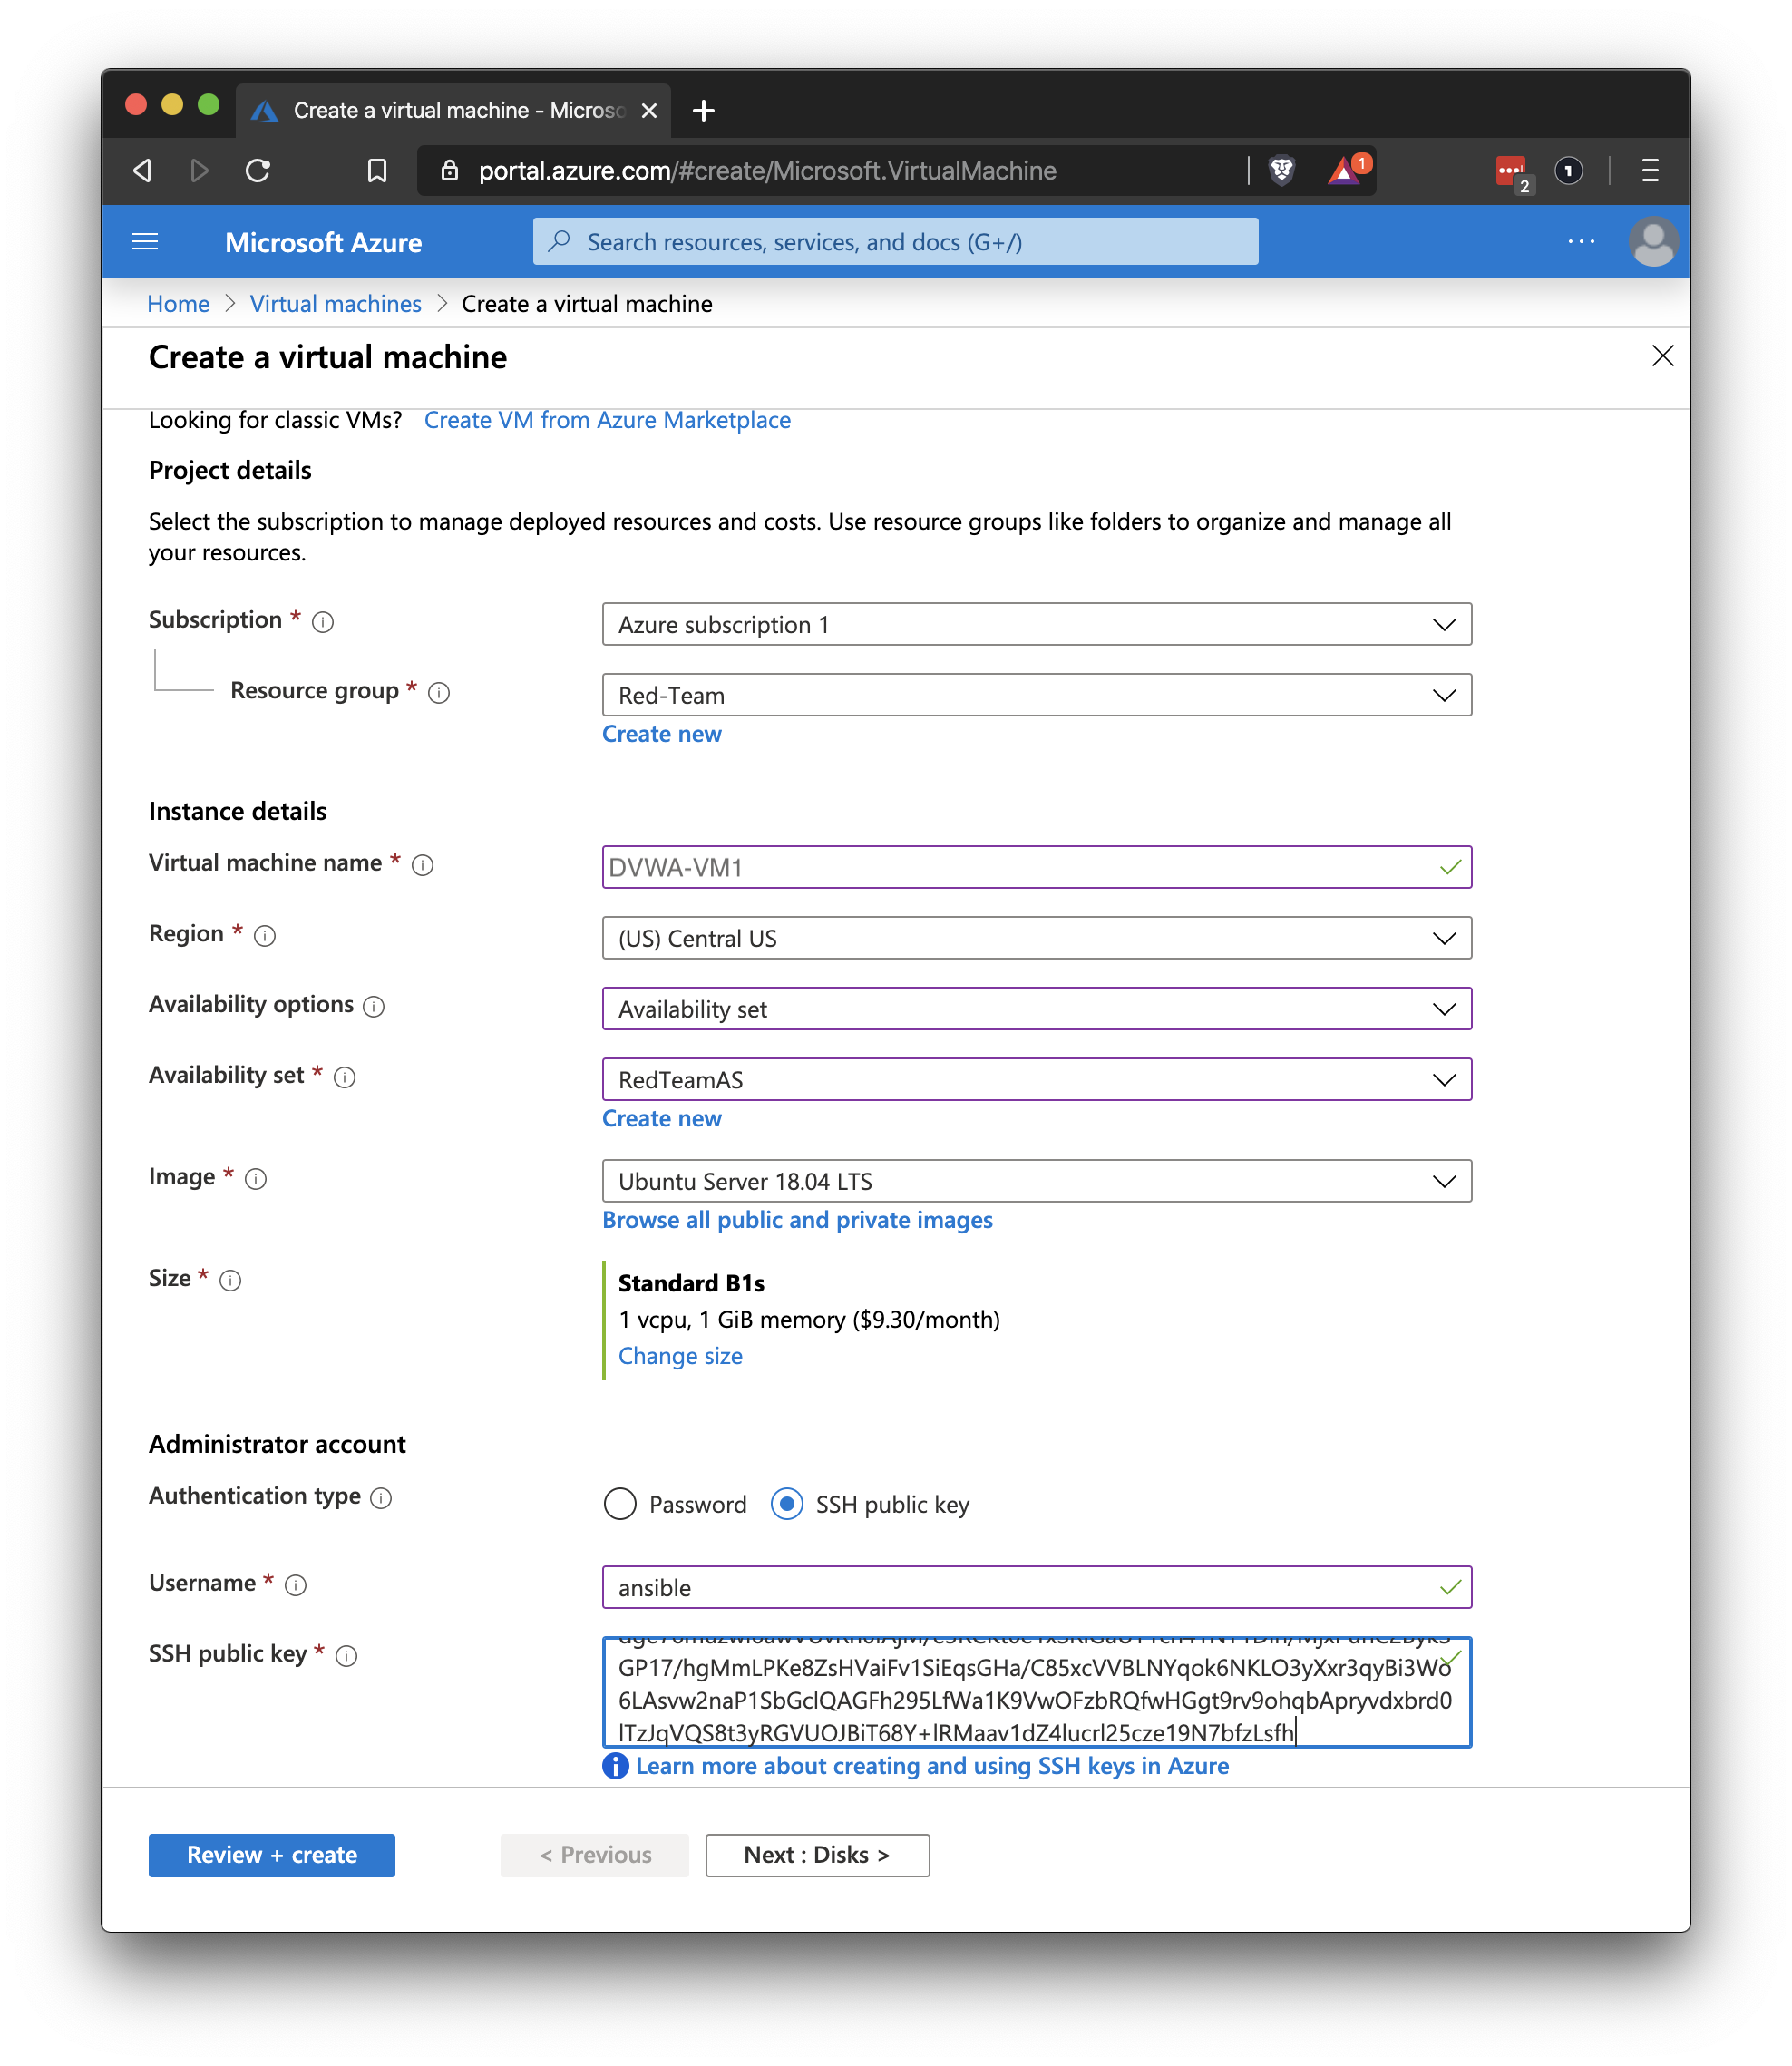 Create a virtual machine - Microso
portal.azure.com/#create/Microsoft.VirtualMachine
1
2
1
Microsoft Azure
Search resources, services, and docs (G+/)
Home > Virtual machines > Create a virtual machine
Create a virtual machine
Looking for classic VMs? Create VM from Azure Marketplace
Project details
Select the subscription to manage deployed resources and costs. Use resource groups like folders to organize and manage all
your resources.
Subscription *
Azure subscription 1
Resource group *
Red-Team
Create new
Instance details
Virtual machine name *
DVWA-VM1
Region *
(US) Central US
Availability options
Availability set
Availability set *
RedTeamAS
Create new
Image *
Ubuntu Server 18.04 LTS
Browse all public and private images
Size *
Standard B1s
1 vcpu, 1 GiB memory ($9.30/month)
Change size
Administrator account
Authentication type
Password
SSH public key
Username *
ansible
SSH public key *
GP17/hgMmLPKe8ZsHVaiFv1SiEqsGHa/C85xcVVBLNYqok6NKLO3yXxr3qyBi3Wo
6LAsvw2naP1SbGclQAGFh295LfWa1K9VwOFzbRQfwHGgt9rv9ohqbApryvdxbrd0
lTzJqVQS8t3yRGVUOJBiT68Y+lRMaav1dZ4lucrl25cze19N7bfzLsfh
Learn more about creating and using SSH keys in Azure
Review + create
< Previous
Next : Disks >